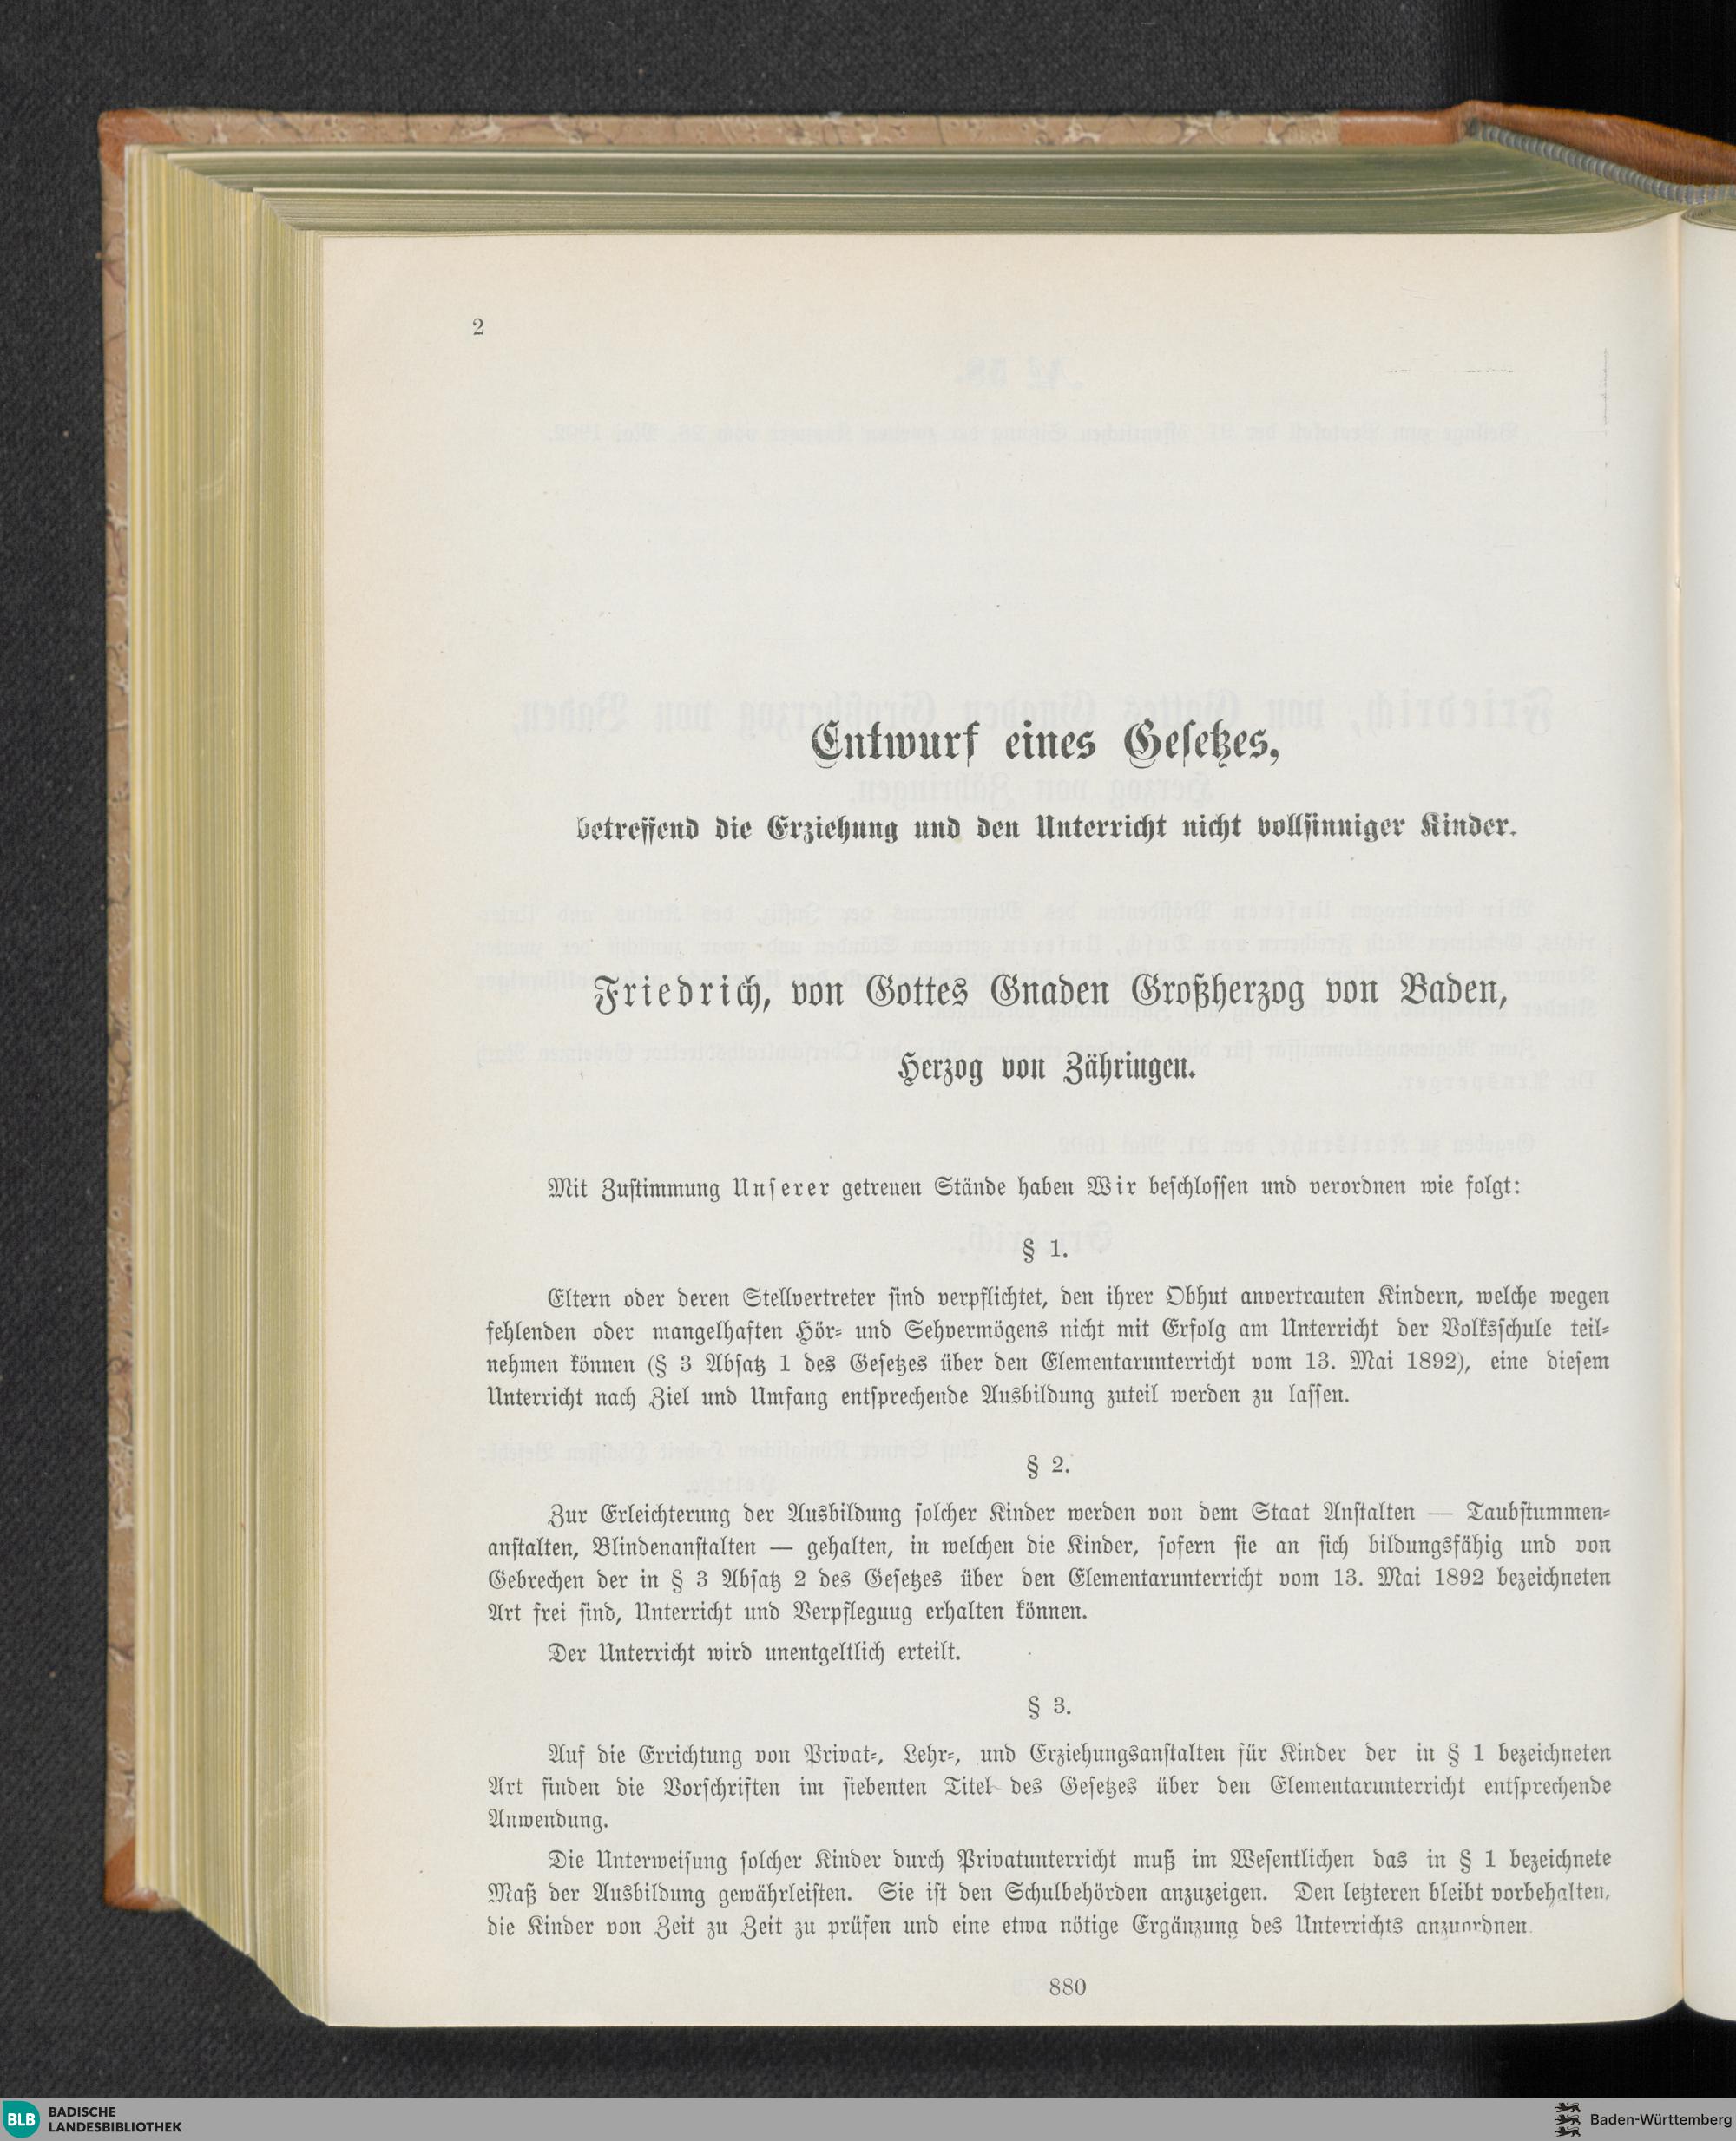 2
Entwurf eines Gesetzes,
betreffend die Erziehung und den Unterricht nicht vollsinniger Kinder.
Friedrich, von Gottes Gnaden Großherzog von Baden,
Herzog von Zähringen.
Mit Zustimmung Unserer getreuen Stände haben Wir beschlossen und verordnen wie folgt:
§ 1.
Eltern oder deren Stellvertreter sind verpflichtet, den ihrer Obhut anvertrauten Kindern, welche wegen
fehlenden oder mangelhaften Hör- und Sehvermögens nicht mit Erfolg am Unterricht der Volksschule teil-
nehmen können (§ 3 Absatz 1 des Gesetzes über den Elementarunterricht vom 13. Mai 1892), eine diesem
Unterricht nach Ziel und Umfang entsprechende Ausbildung zuteil werden zu lassen.
§ 2.
Zur Erleichterung der Ausbildung solcher Kinder werden von dem Staat Anstalten — Taubstummen-
anstalten, Blindenanstalten — gehalten, in welchen die Kinder, sofern sie an sich bildungsfähig und von
Gebrechen der in § 3 Absatz 2 des Gesetzes über den Elementarunterricht vom 13. Mai 1892 bezeichneten
Art frei sind, Unterricht und Verpflegung erhalten können.
Der Unterricht wird unentgeltlich erteilt.
§ 3.
Auf die Errichtung von Privat-, Lehr-, und Erziehungsanstalten für Kinder der in § 1 bezeichneten
Art finden die Vorschriften im siebenten Titel des Gesetzes über den Elementarunterricht entsprechende
Anwendung.
Die Unterweisung solcher Kinder durch Privatunterricht muß im Wesentlichen das in § 1 bezeichnete
Maß der Ausbildung gewährleisten. Sie ist den Schulbehörden anzuzeigen. Den letzteren bleibt vorbehalten,
die Kinder von Zeit zu Zeit zu prüfen und eine etwa nötige Ergänzung des Unterrichts anzuordnen.
880
BLB
BADISCHE
LANDESBIBLIOTHEK
Baden-Württemberg